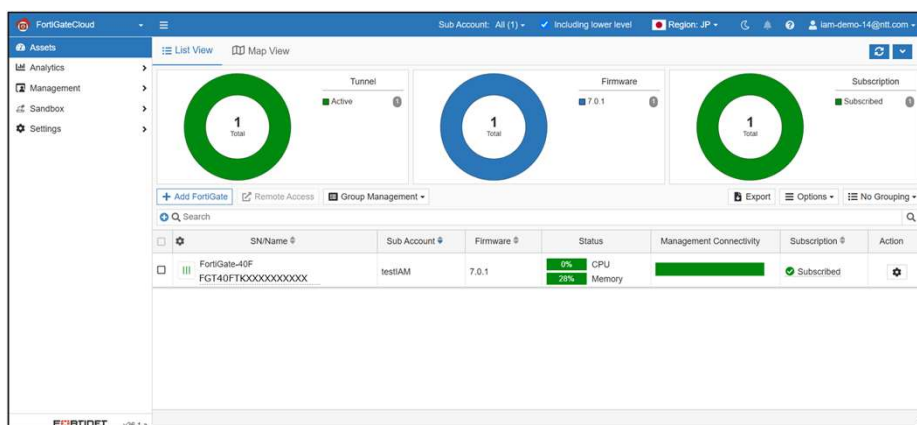 FortiGateCloud
Sub Account: All (1)
Including lower level
Region: JP
iam-demo-14@ntt.com
Assets
Analytics
Management
Sandbox
Settings
List View
Map View
1
Total
Tunnel
Active 1
1
Total
Firmware
7.0.1 1
1
Total
Subscription
Subscribed 1
Add FortiGate
Remote Access
Group Management
Export
Options
No Grouping
Search
SN/Name Sub Account Firmware Status Management Connectivity Subscription Action
FortiGate-40F
FGT40FTKXXXXXXXXXX
testIAM
7.0.1
0% CPU
28% Memory
Subscribed
FORTINET